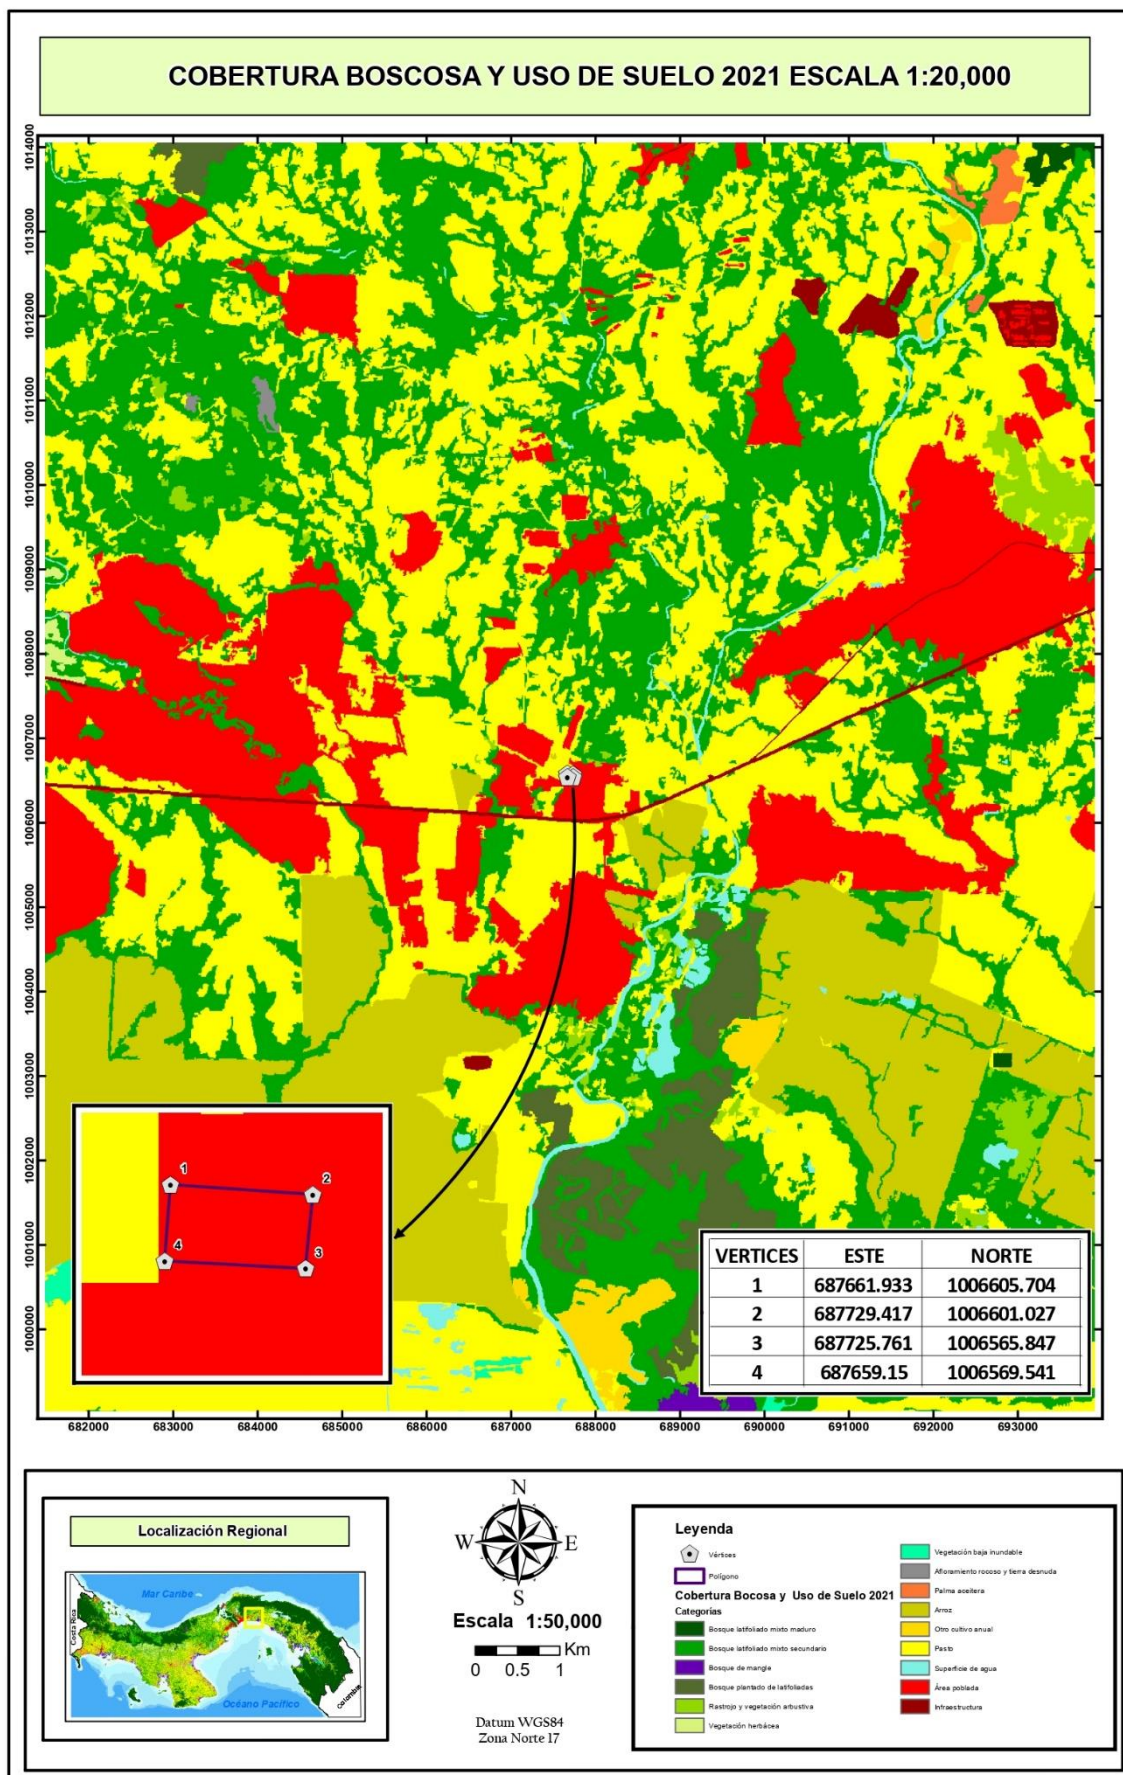 COBERTURA BOSCOSA Y USO DE SUELO 2021 ESCALA 1:20,000
1014000
1013000
1012000
1011000
1010000
1009000
1008000
1007000
1006000
1005000
1004000
1003000
1002000
1001000
1000000
1
2
3
4
VERTICES ESTE NORTE
1 687661.933 1006605.704
2 687729.417 1006601.027
3 687725.761 1006565.847
4 687659.15 1006569.541
682000 683000 684000 685000 686000 687000 688000 689000 690000 691000 692000 693000
Localización Regional
Mar Caribe
Costa Rica
Océano Pacífico
Colombia
N
W E
S
Escala 1:50,000
Km
0 0.5 1
Datum WGS84
Zona Norte 17
Leyenda
Vértices
Polígono
Cobertura Bocosa y Uso de Suelo 2021
Categorías
Bosque latifoliado mixto maduro
Bosque latifoliado mixto secundario
Bosque de mangle
Bosque plantado de latifoliadas
Rastrojo y vegetación arbustiva
Vegetación herbácea
Vegetación baja inundable
Afloramiento rocoso y tierra desnuda
Palma aceitera
Arroz
Otro cultivo anual
Pasto
Superficie de agua
Área poblada
Infraestructura